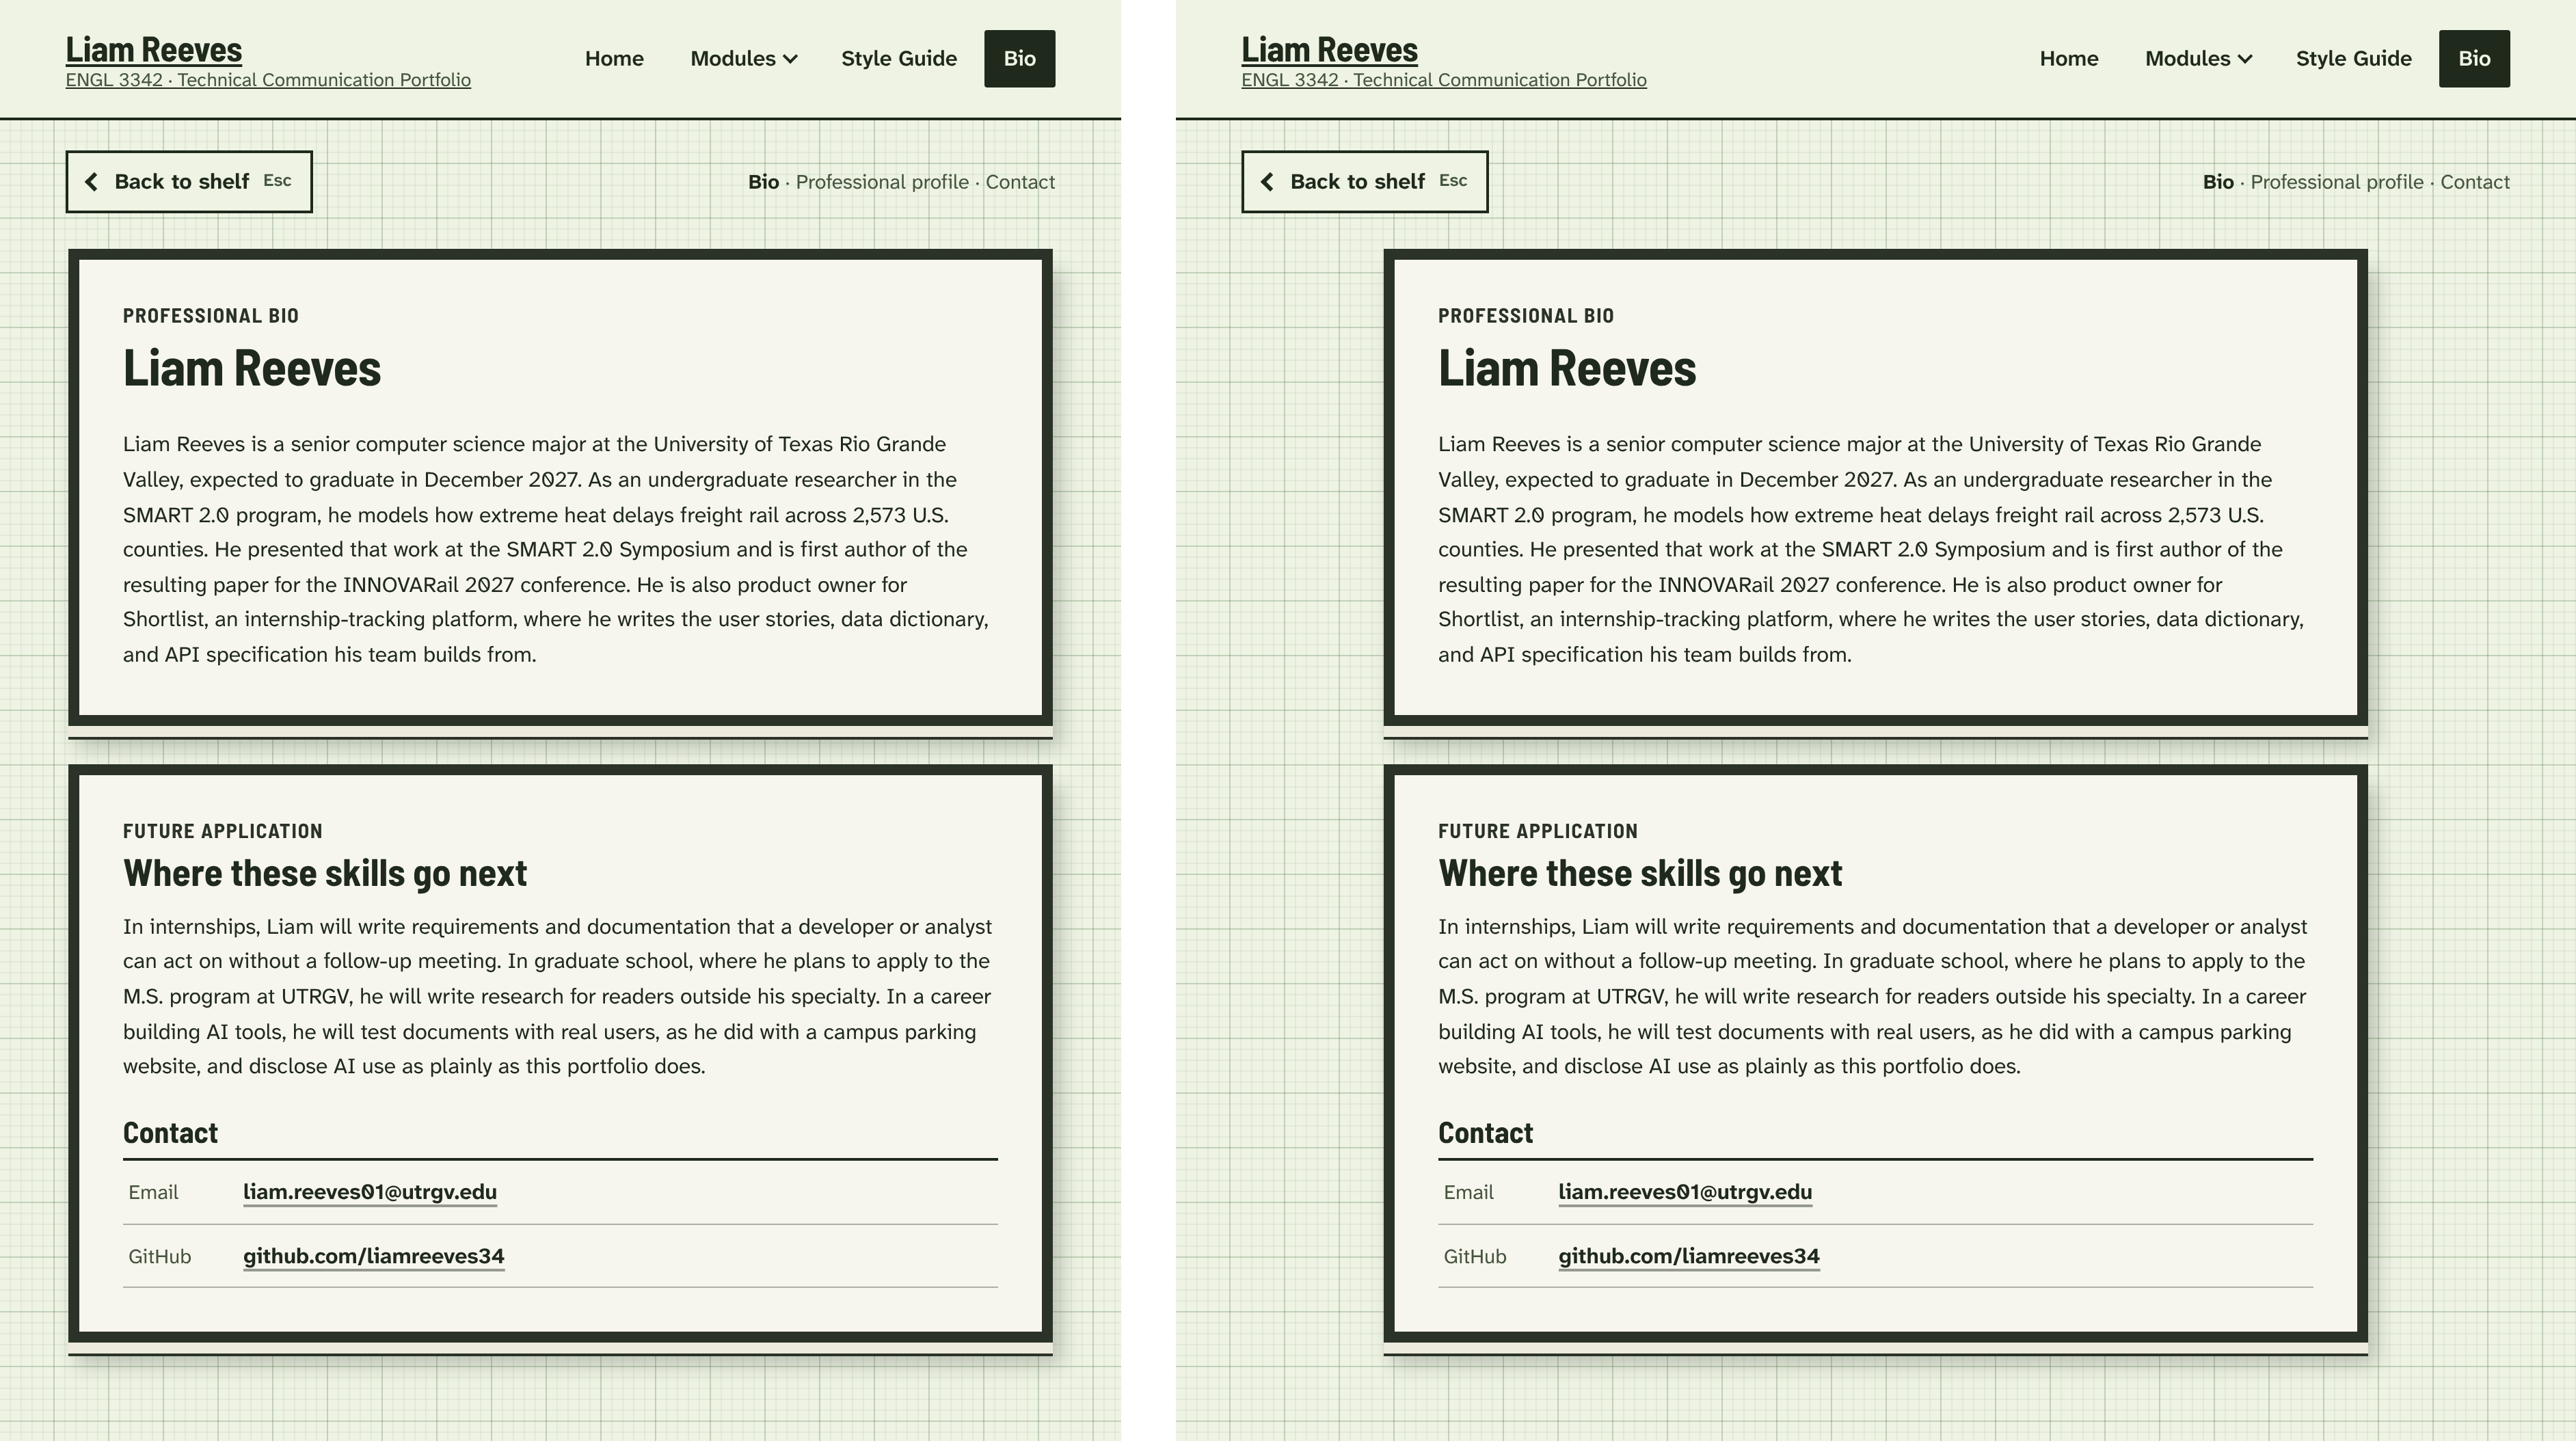 Liam Reeves
ENGL 3342 · Technical Communication Portfolio
Home Modules Style Guide Bio
Back to shelf Esc
Bio · Professional profile · Contact
PROFESSIONAL BIO
Liam Reeves
Liam Reeves is a senior computer science major at the University of Texas Rio Grande
Valley, expected to graduate in December 2027. As an undergraduate researcher in the
SMART 2.0 program, he models how extreme heat delays freight rail across 2,573 U.S.
counties. He presented that work at the SMART 2.0 Symposium and is first author of the
resulting paper for the INNOVARail 2027 conference. He is also product owner for
Shortlist, an internship-tracking platform, where he writes the user stories, data dictionary,
and API specification his team builds from.
FUTURE APPLICATION
Where these skills go next
In internships, Liam will write requirements and documentation that a developer or analyst
can act on without a follow-up meeting. In graduate school, where he plans to apply to the
M.S. program at UTRGV, he will write research for readers outside his specialty. In a career
building AI tools, he will test documents with real users, as he did with a campus parking
website, and disclose AI use as plainly as this portfolio does.
Contact
Email liam.reeves01@utrgv.edu
GitHub github.com/liamreeves34
Liam Reeves
ENGL 3342 · Technical Communication Portfolio
Home Modules Style Guide Bio
Back to shelf Esc
Bio · Professional profile · Contact
PROFESSIONAL BIO
Liam Reeves
Liam Reeves is a senior computer science major at the University of Texas Rio Grande
Valley, expected to graduate in December 2027. As an undergraduate researcher in the
SMART 2.0 program, he models how extreme heat delays freight rail across 2,573 U.S.
counties. He presented that work at the SMART 2.0 Symposium and is first author of the
resulting paper for the INNOVARail 2027 conference. He is also product owner for
Shortlist, an internship-tracking platform, where he writes the user stories, data dictionary,
and API specification his team builds from.
FUTURE APPLICATION
Where these skills go next
In internships, Liam will write requirements and documentation that a developer or analyst
can act on without a follow-up meeting. In graduate school, where he plans to apply to the
M.S. program at UTRGV, he will write research for readers outside his specialty. In a career
building AI tools, he will test documents with real users, as he did with a campus parking
website, and disclose AI use as plainly as this portfolio does.
Contact
Email liam.reeves01@utrgv.edu
GitHub github.com/liamreeves34